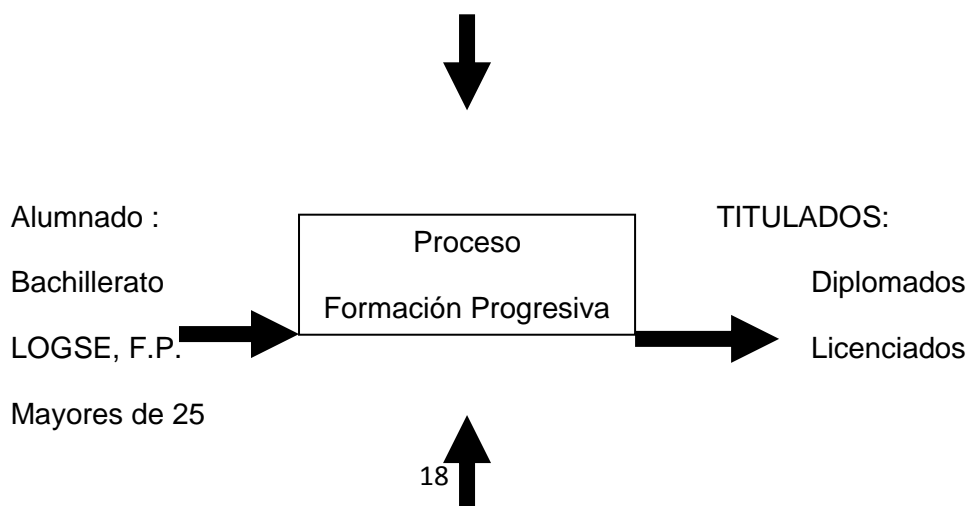 Alumnado :
Bachillerato
LOGSE, F.P.
Mayores de 25
Proceso
Formación Progresiva
TITULADOS:
Diplomados
Licenciados
18